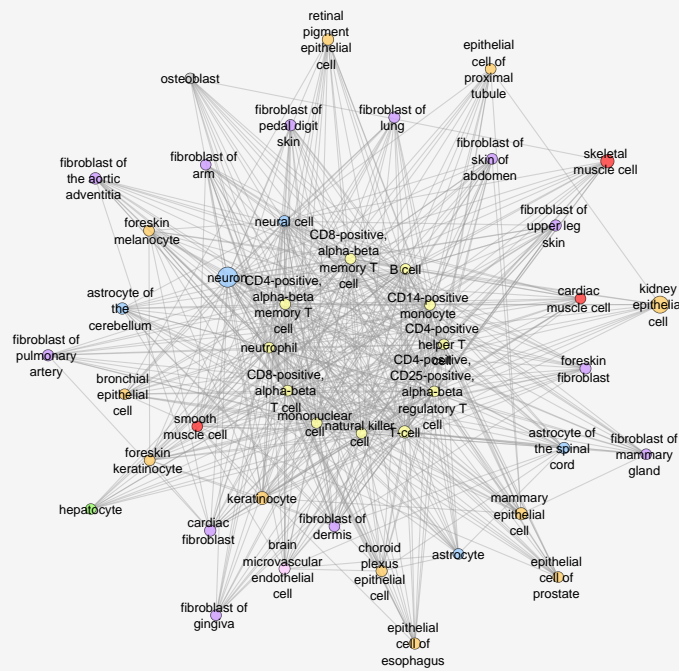 retinal
pigment
epithelial
cell
epithelial
cell of
proximal
tubule
osteoblast
fibroblast of
pedal digit
skin
fibroblast of
lung
fibroblast of
the aortic
adventitia
fibroblast of
arm
fibroblast of
skin of
abdomen
skeletal
muscle cell
foreskin
melanocyte
neural cell
CD8-positive,
alpha-beta
memory T
cell
fibroblast of
upper leg
skin
B cell
neuron
CD4-positive,
alpha-beta
memory T
cell
CD14-positive
monocyte
cardiac
muscle cell
kidney
epithelia
cell
astrocyte of
the
cerebellum
fibroblast of
pulmonary
artery
neutrophil
CD4-positive
helper T
cell
CD4-positive,
CD25-positive,
alpha-beta
regulatory T
cell
foreskin
fibroblast
bronchial
epithelial
cell
CD8-positive,
alpha-beta
T cell
smooth
muscle cell
mononuclear
cell
natural killer
cell
T-cell
astrocyte of
the spinal
cord
fibroblast of
mammary
gland
foreskin
keratinocyte
hepatocyte
keratinocyte
mammary
epithelial
cell
cardiac
fibroblast
fibroblast of
dermis
brain
microvascular
endothelial
cell
choroid
plexus
epithelial
cell
astrocyte
epithelial
cell of
prostate
fibroblast of
gingiva
epithelial
cell of
esophagus